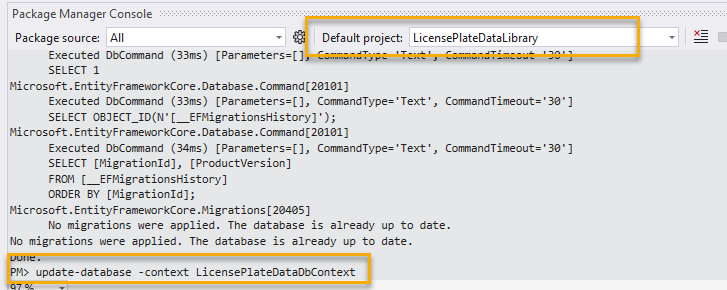 Package Manager Console
Package source: All Default project: LicensePlateDataLibrary
Executed DbCommand (33ms) [Parameters=[], CommandType='Text', CommandTimeout='30']
SELECT 1
Microsoft.EntityFrameworkCore.Database.Command[20101]
Executed DbCommand (33ms) [Parameters=[], CommandType='Text', CommandTimeout='30']
SELECT OBJECT_ID(N'[__EFMigrationsHistory]');
Microsoft.EntityFrameworkCore.Database.Command[20101]
Executed DbCommand (34ms) [Parameters=[], CommandType='Text', CommandTimeout='30']
SELECT [MigrationId], [ProductVersion]
FROM [__EFMigrationsHistory]
ORDER BY [MigrationId];
Microsoft.EntityFrameworkCore.Migrations[20405]
No migrations were applied. The database is already up to date.
No migrations were applied. The database is already up to date.
Done.
PM> update-database -context LicensePlateDataDbContext
97 %